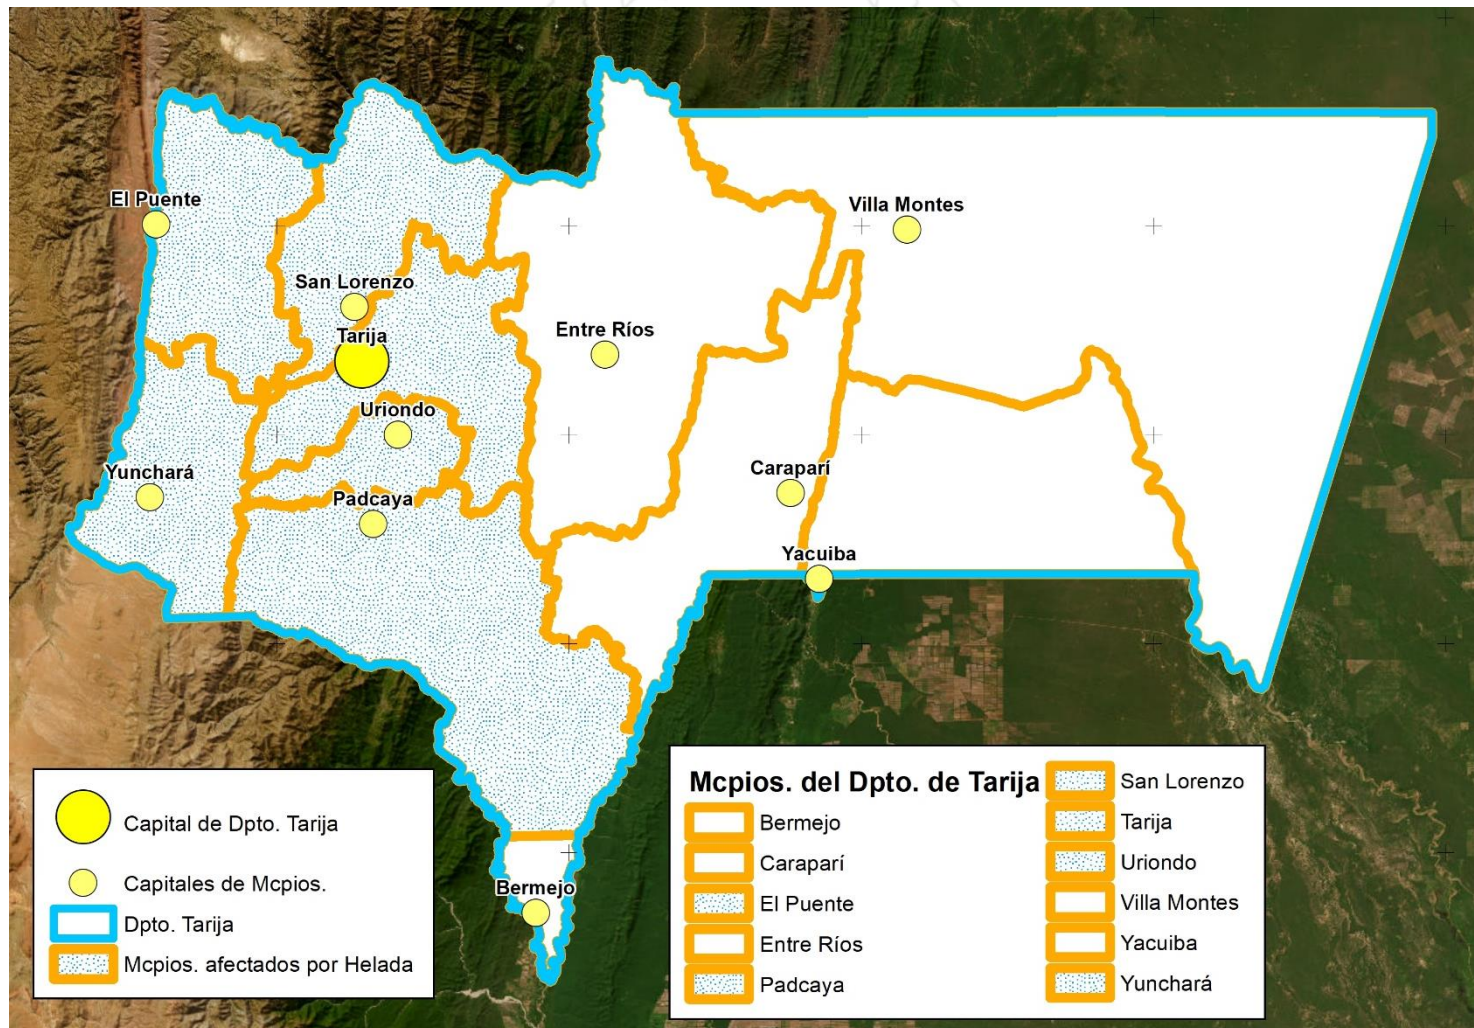 El Puente
Villa Montes
San Lorenzo
Tarija
Entre Ríos
Uriondo
Yunchará
Caraparí
Padcaya
Yacuiba
Bermejo
Capital de Dpto. Tarija
Capitales de Mcpios.
Dpto. Tarija
Mcpios. afectados por Helada
Mcpios. del Dpto. de Tarija
Bermejo
Caraparí
El Puente
Entre Ríos
Padcaya
San Lorenzo
Tarija
Uriondo
Villa Montes
Yacuiba
Yunchará